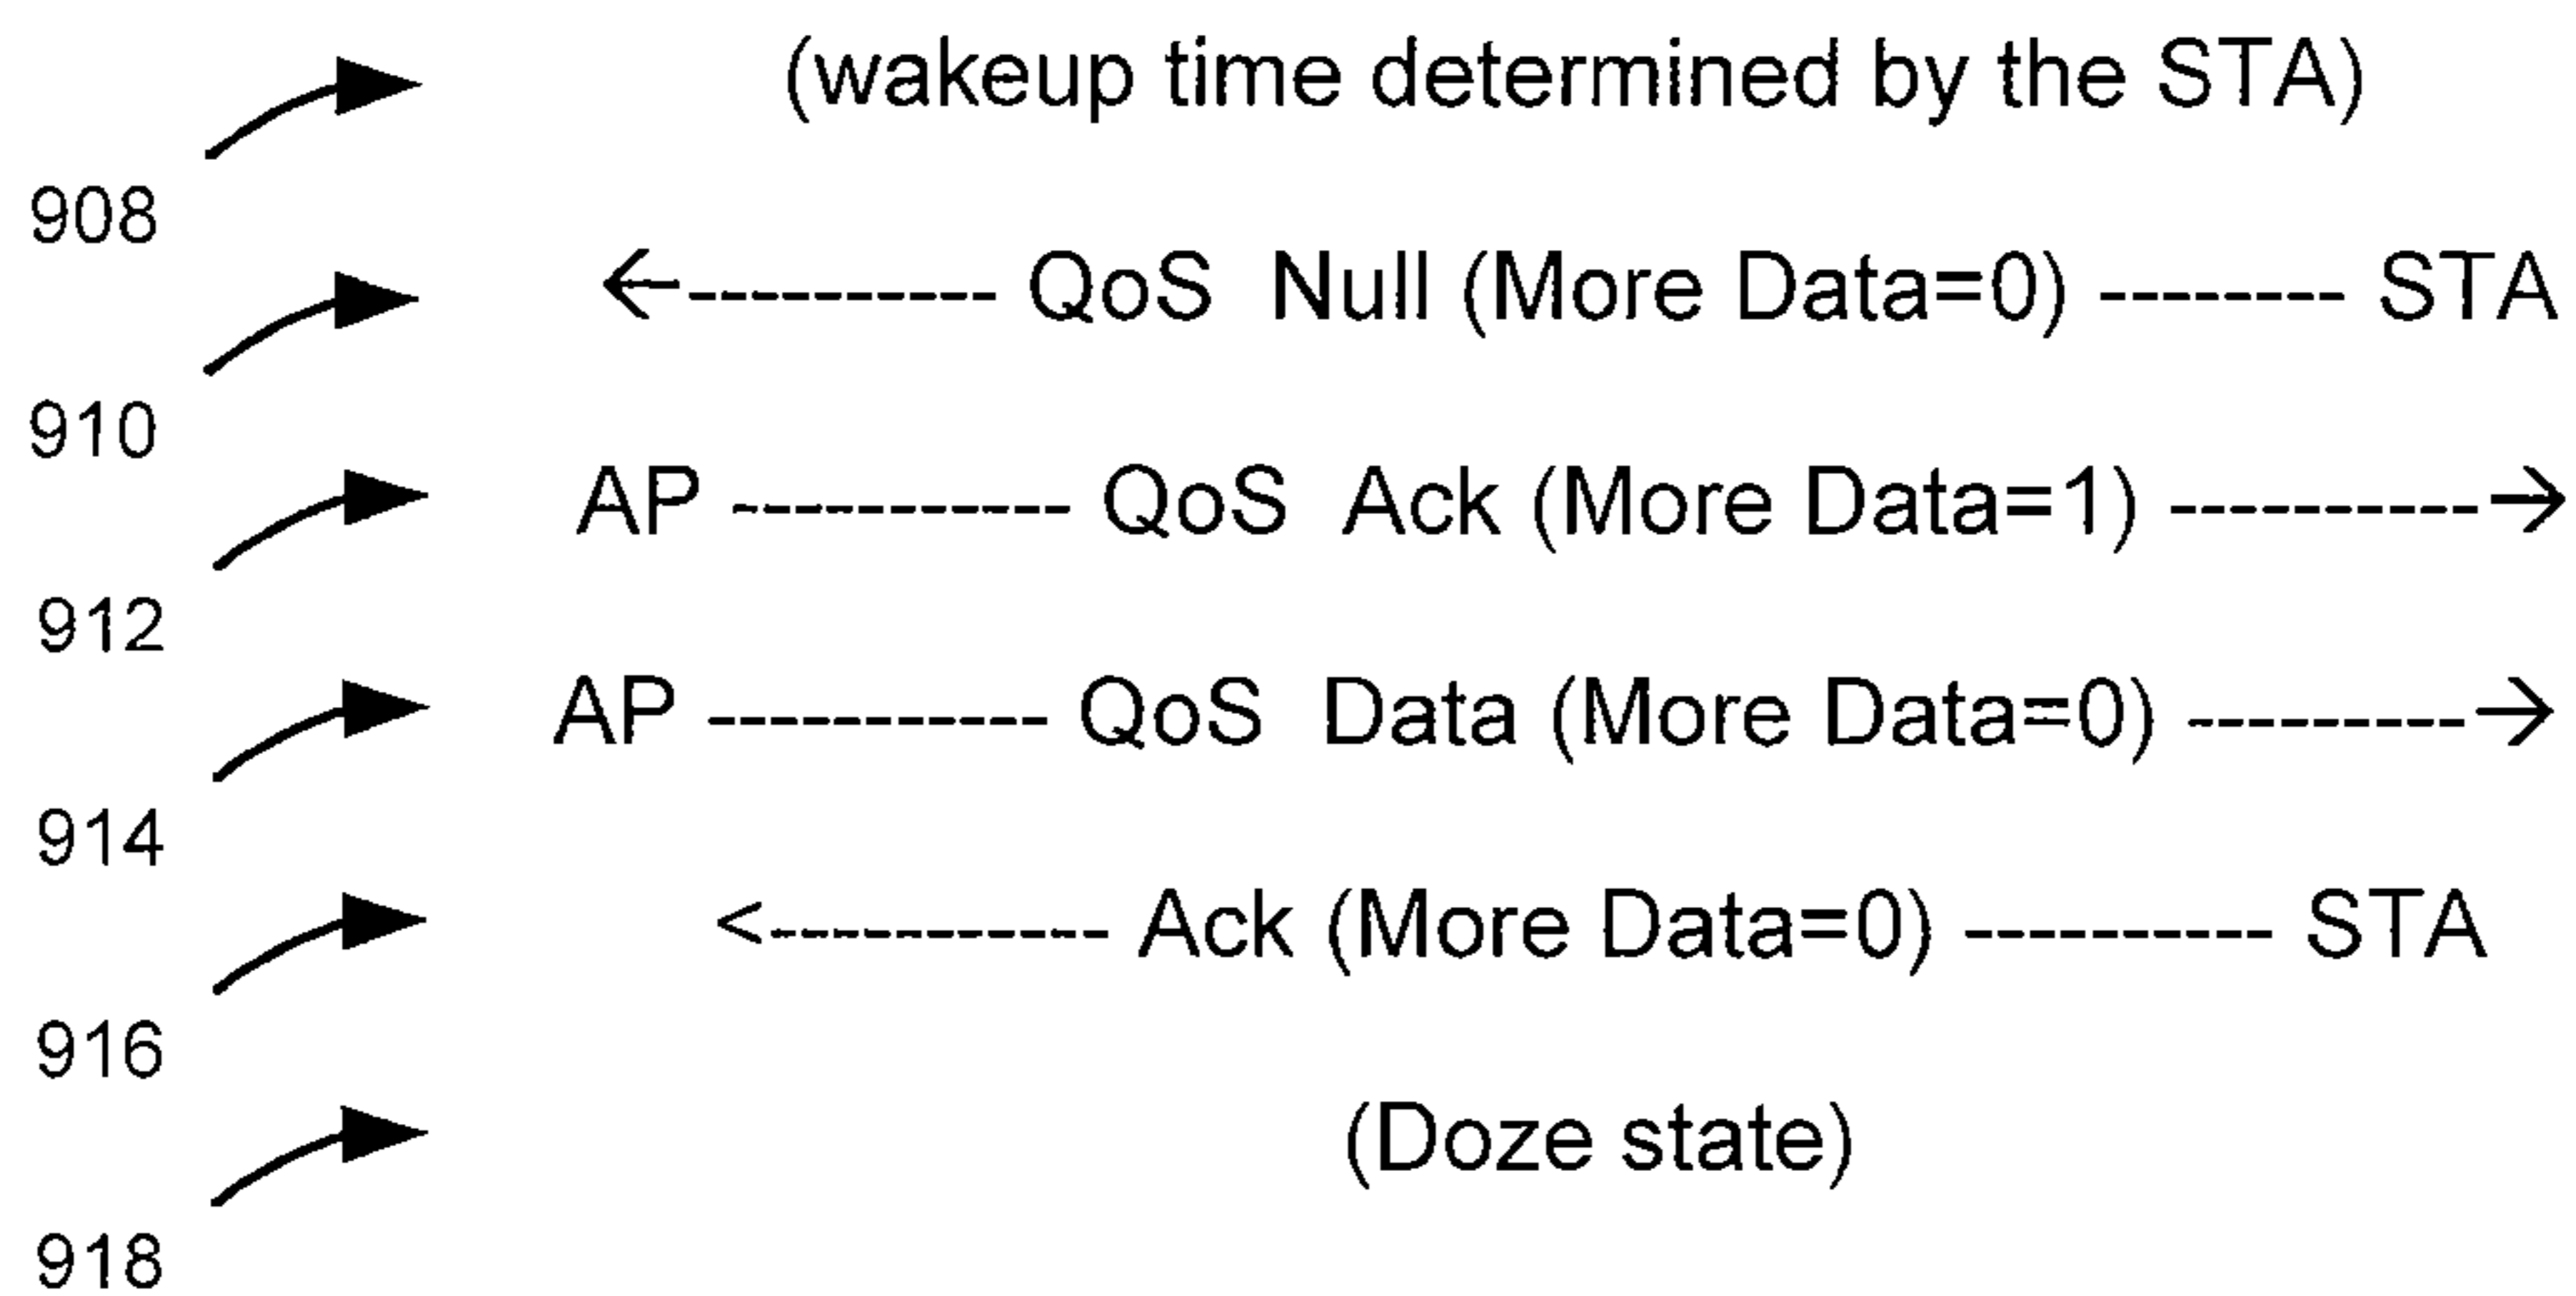 (wakeup time determined by the STA)
908
←---------- QoS Null (More Data=0) -------- STA
910
AP ----------- QoS Ack (More Data=1) ----------→
912
AP ----------- QoS Data (More Data=0) ---------→
914
<----------- Ack (More Data=0) ---------- STA
916
(Doze state)
918